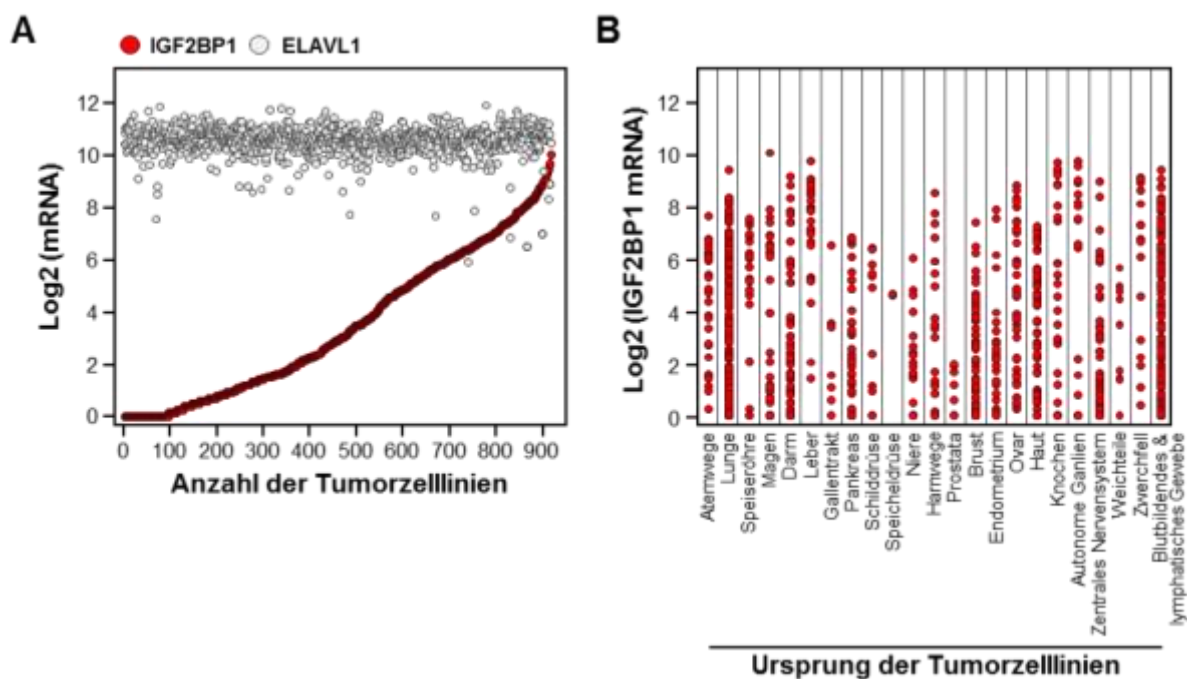 A
IGF2BP1
ELAVL1
Log2 (mRNA)
12
10
8
6
4
2
0
0
100
200
300
400
500
600
700
800
900
Anzahl der Tumorzelllinien
B
Log2 (IGF2BP1 mRNA)
12
10
8
6
4
2
0
Atemwege
Lunge
Speiseröhre
Magen
Darm
Leber
Gallentrakt
Pankreas
Schilddrüse
Speicheldrüse
Niere
Harnwege
Prostata
Brust
Endometrium
Ovar
Haut
Knochen
Autonome Ganlien
Zentrales Nervensystem
Weichteile
Zwerchfell
Blutbildendes &
lymphatisches Gewebe
Ursprung der Tumorzelllinien